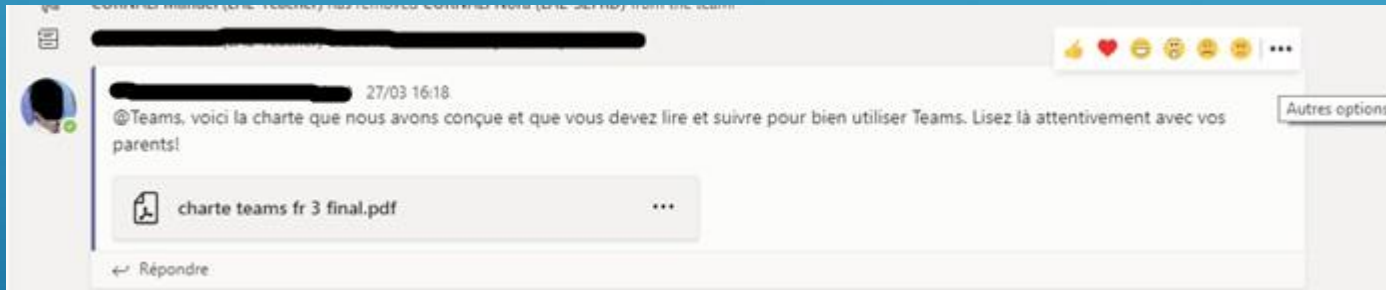 27/03 16:18
@Teams, voici la charte que nous avons conçue et que vous devez lire et suivre pour bien utiliser Teams. Lisez là attentivement avec vos
parents!
Autres options
charte teams fr 3 final.pdf
Répondre